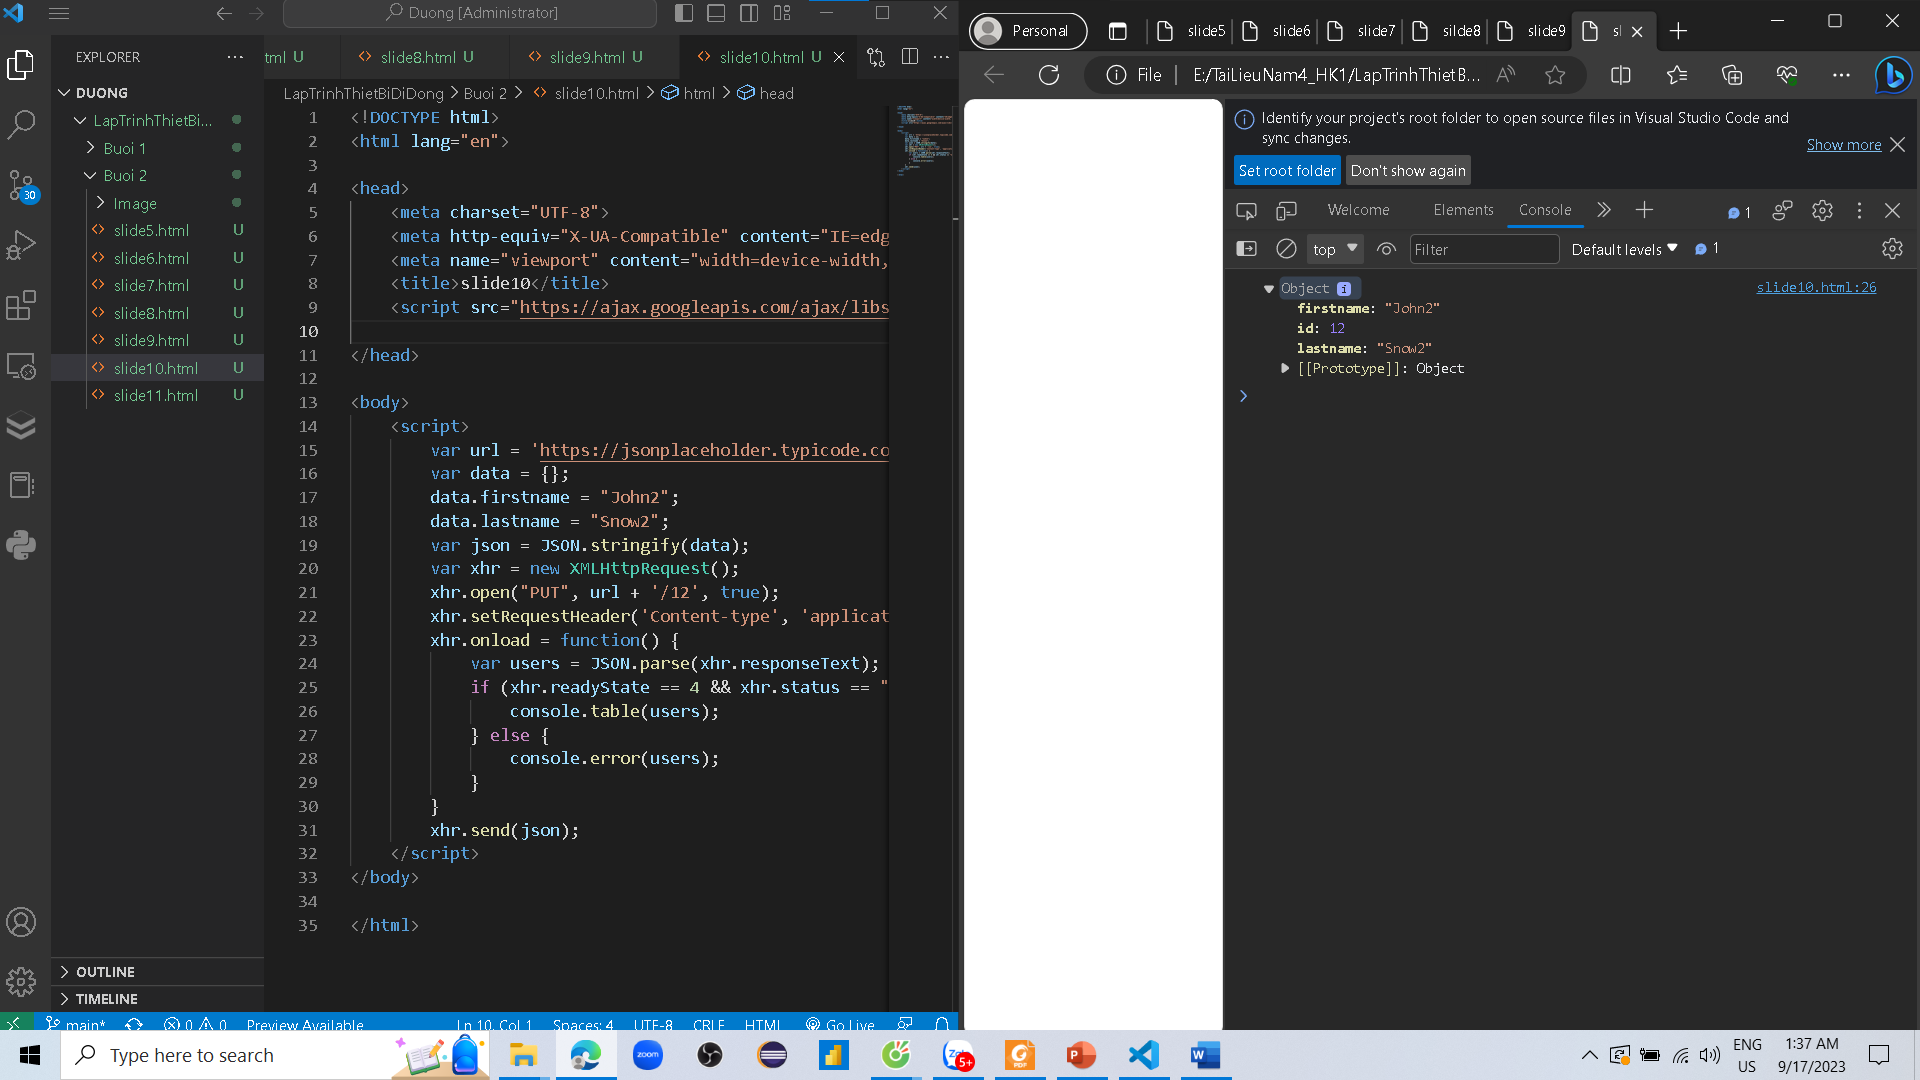 Duong [Administrator]
EXPLORER
tml U
slide8.html U
slide9.html U
slide10.html U
DUONG
LapTrinhThietBi...
Buoi 1
Buoi 2
Image
slide5.html U
slide6.html U
slide7.html U
slide8.html U
slide9.html U
slide10.html U
slide11.html U
30
OUTLINE
TIMELINE
LapTrinhThietBiDiDong > Buoi 2 > slide10.html > html > head
1 <!DOCTYPE html>
2 <html lang="en">
3
4 <head>
5 <meta charset="UTF-8">
6 <meta http-equiv="X-UA-Compatible" content="IE=edg
7 <meta name="viewport" content="width=device-width,
8 <title>slide10</title>
9 <script src="https://ajax.googleapis.com/ajax/libs
10
11 </head>
12
13 <body>
14 <script>
15 var url = 'https://jsonplaceholder.typicode.co
16 var data = {};
17 data.firstname = "John2";
18 data.lastname = "Snow2";
19 var json = JSON.stringify(data);
20 var xhr = new XMLHttpRequest();
21 xhr.open("PUT", url + '/12', true);
22 xhr.setRequestHeader('Content-type', 'applicat
23 xhr.onload = function() {
24 var users = JSON.parse(xhr.responseText);
25 if (xhr.readyState == 4 && xhr.status == "
26 console.table(users);
27 } else {
28 console.error(users);
29 }
30 }
31 xhr.send(json);
32 </script>
33 </body>
34
35 </html>
main* 0 0 Preview Available Ln 10, Col 1 Spaces: 4 UTF-8 CRLF HTML Go Live
Personal
slide5
slide6
slide7
silde8
slide9
sl
File | E:/TaiLieuNam4_HK1/LapTrinhThietB...
Identify your project's root folder to open source files in Visual Studio Code and
sync changes.
Show more
Set root folder Don't show again
Welcome Elements Console 1
top Filter Default levels 1
Object i slide10.html:26
firstname: "John2"
id: 12
lastname: "Snow2"
[[Prototype]]: Object
Type here to search
zoom
Zalo
5+
PDF
P
W
ENG
US
1:37 AM
9/17/2023